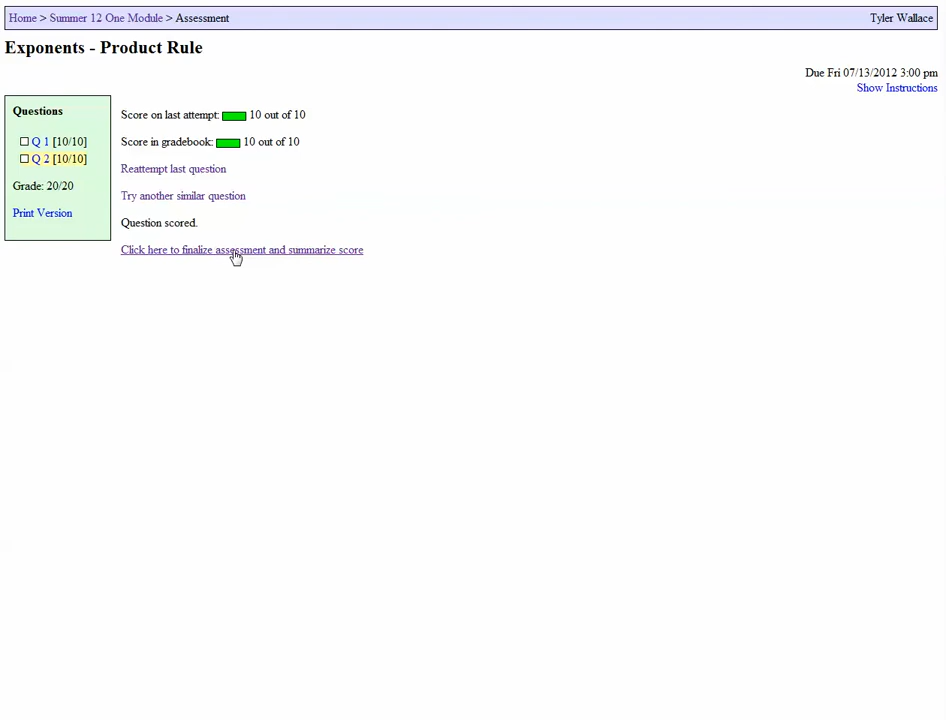 Home > Summer 12 One Module > Assessment
Tyler Wallace
Exponents - Product Rule
Due Fri 07/13/2012 3:00 pm
Show Instructions
Questions
Q 1 [10/10]
Q 2 [10/10]
Grade: 20/20
Print Version
Score on last attempt: 10 out of 10
Score in gradebook: 10 out of 10
Reattempt last question
Try another similar question
Question scored.
Click here to finalize assessment and summarize score